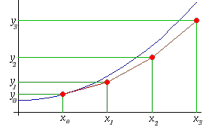 y₃
y₂
y₁
y₀
x₀ x₁ x₂ x₃